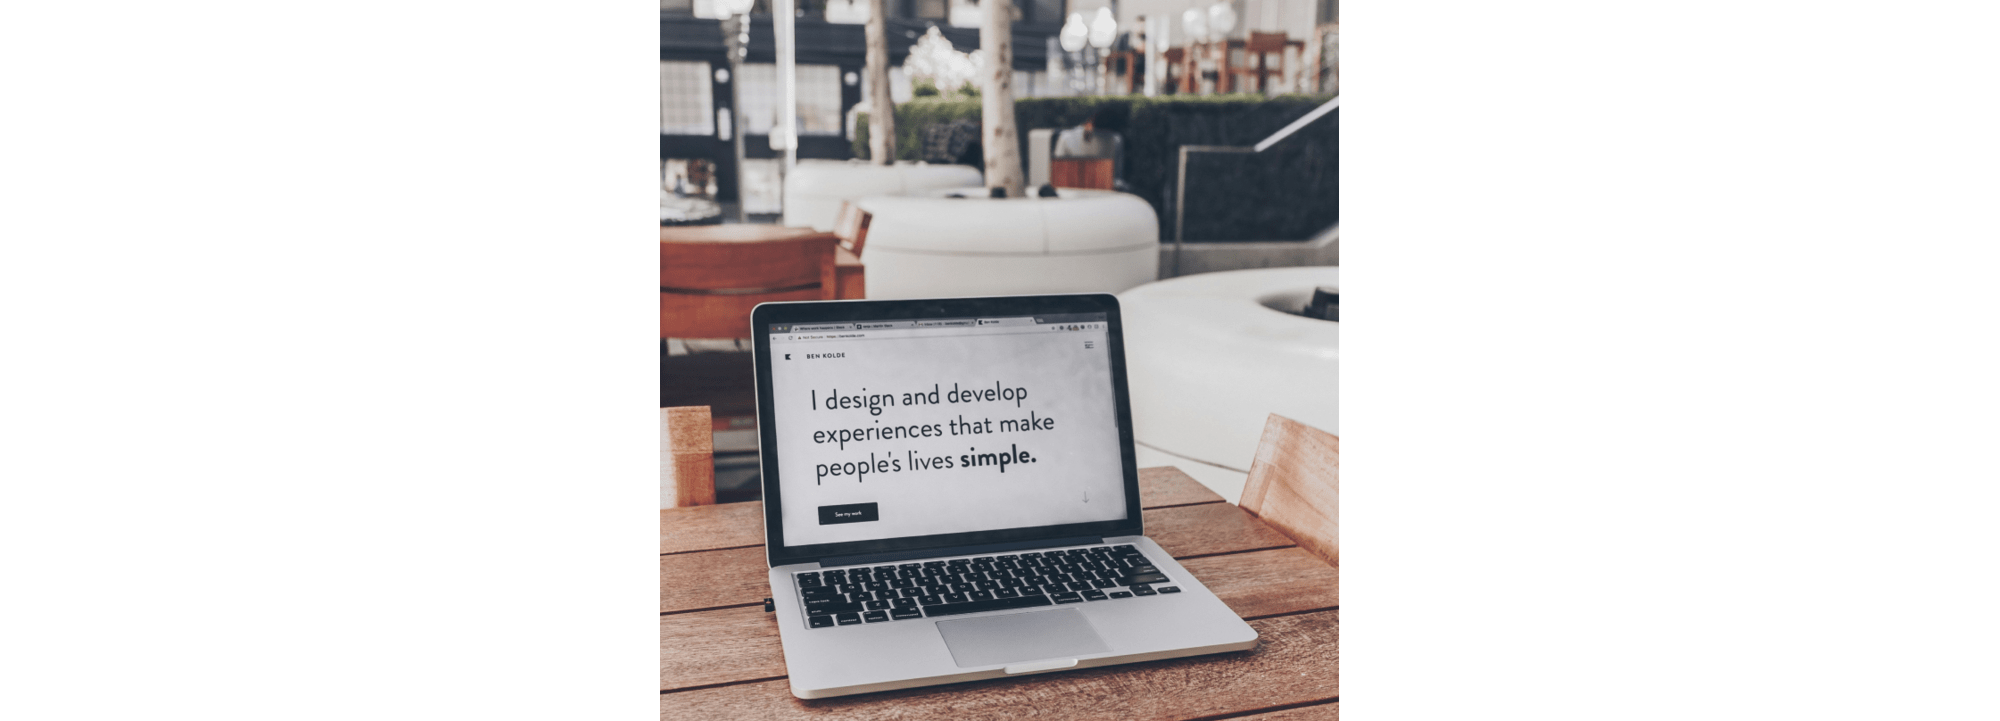 BEN KOLDE
I design and develop
experiences that make
people's lives simple.
See my work